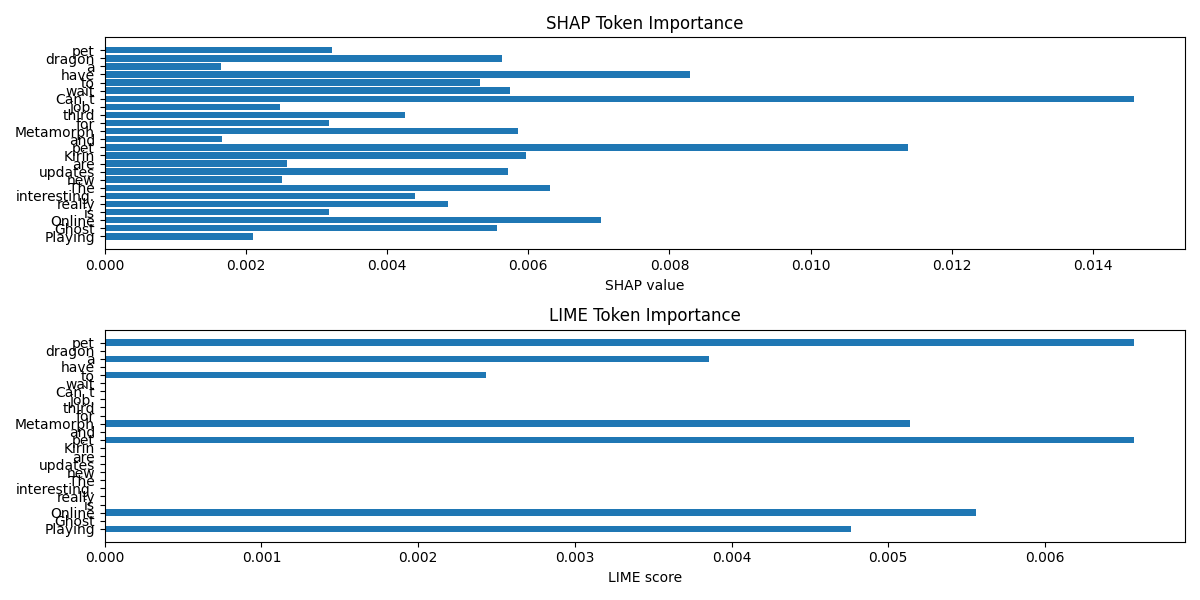 SHAP Token Importance
pet
dragon
a
have
to
wait
Can't
job.
third
for
Metamorph
and
pet
Kirin
are
updates
new
The
interesting.
really
is
Online
Ghost
Playing
0.000 0.002 0.004 0.006 0.008 0.010 0.012 0.014
SHAP value
LIME Token Importance
pet
dragon
a
have
to
wait
Can't
job.
third
for
Metamorph
and
pet
Kirin
are
updates
new
The
interesting.
really
is
Online
Ghost
Playing
0.000 0.001 0.002 0.003 0.004 0.005 0.006
LIME score